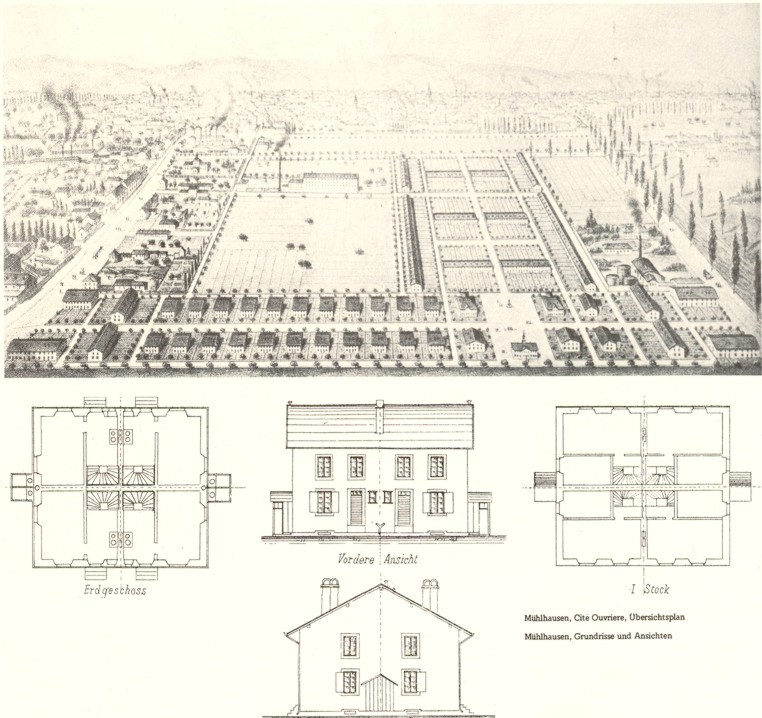 Vordere Ansicht
Erdgeschoss
I Stock
Mühlhausen, Cite Ouvriere, Übersichtsplan
Mühlhausen, Grundrisse und Ansichten